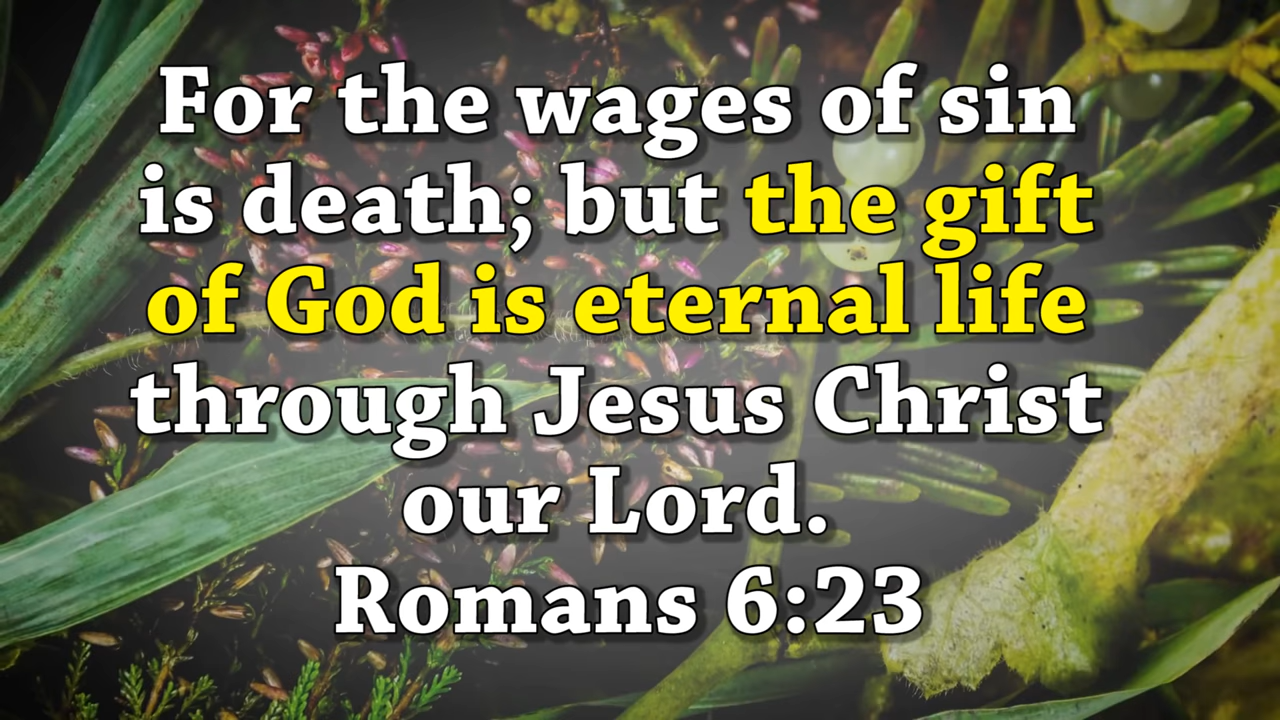 For the wages of sin
is death; but the gift
of God is eternal life
through Jesus Christ
our Lord.
Romans 6:23